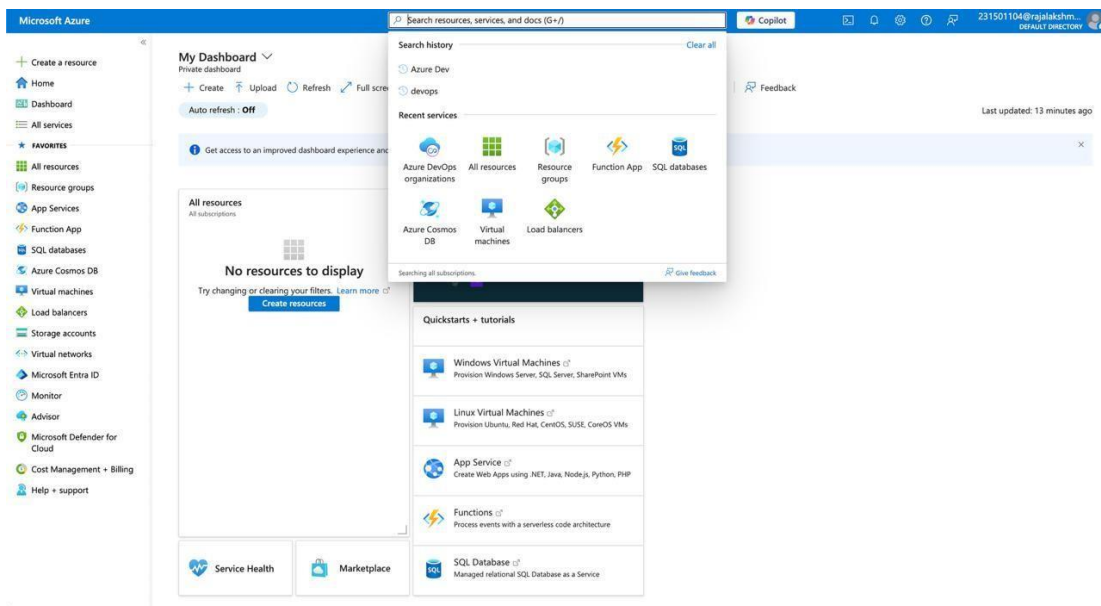 Microsoft Azure
Search resources, services, and docs (G+/)
Copilot
231501104@rajalakshm...
DEFAULT DIRECTORY
Create a resource
Home
Dashboard
All services
FAVORITES
All resources
Resource groups
App Services
Function App
SQL databases
Azure Cosmos DB
Virtual machines
Load balancers
Storage accounts
Virtual networks
Microsoft Entra ID
Monitor
Advisor
Microsoft Defender for
Cloud
Cost Management + Billing
Help + support
My Dashboard
Private dashboard
Create Upload Refresh Full scree
Auto refresh : Off
Get access to an improved dashboard experience and
All resources
All subscriptions
No resources to display
Try changing or clearing your filters. Learn more
Create resources
Service Health
Marketplace
Search history
Clear all
Azure Dev
devops
Recent services
Azure DevOps
organizations
All resources
Resource
groups
Function App
SQL databases
SQL
Azure Cosmos
DB
Virtual
machines
Load balancers
Searching all subscriptions.
Give feedback
Feedback
Last updated: 13 minutes ago
Quickstarts + tutorials
Windows Virtual Machines
Provision Windows Server, SQL Server, SharePoint VMs
Linux Virtual Machines
Provision Ubuntu, Red Hat, CentOS, SUSE, CoreOS VMs
App Service
Create Web Apps using .NET, Java, Node.js, Python, PHP
Functions
Process events with a serverless code architecture
SQL
SQL Database
Managed relational SQL Database as a Service